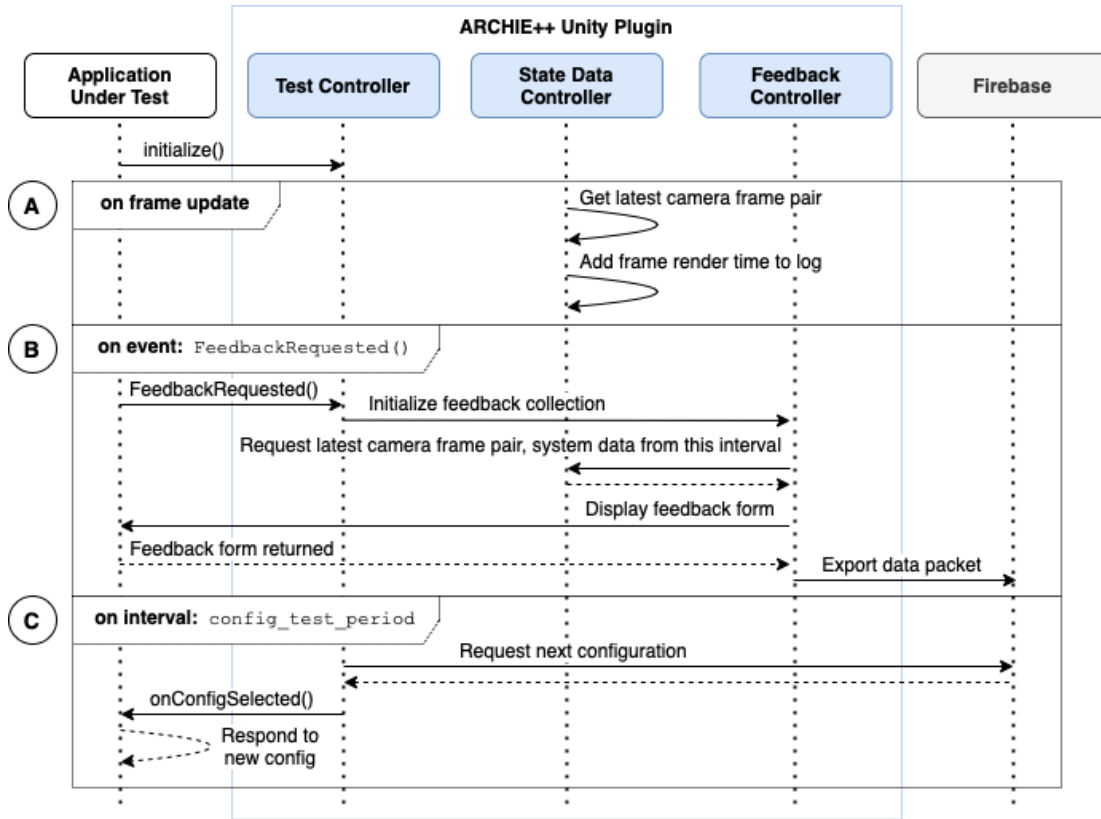 ARCHIE++ Unity Plugin
Application
Under Test
Test Controller
State Data
Controller
Feedback
Controller
Firebase
initialize()
A
on frame update
Get latest camera frame pair
Add frame render time to log
B
on event: FeedbackRequested()
FeedbackRequested()
Initialize feedback collection
Request latest camera frame pair, system data from this interval
Display feedback form
Feedback form returned
Export data packet
C
on interval: config_test_period
Request next configuration
onConfigSelected()
Respond to
new config